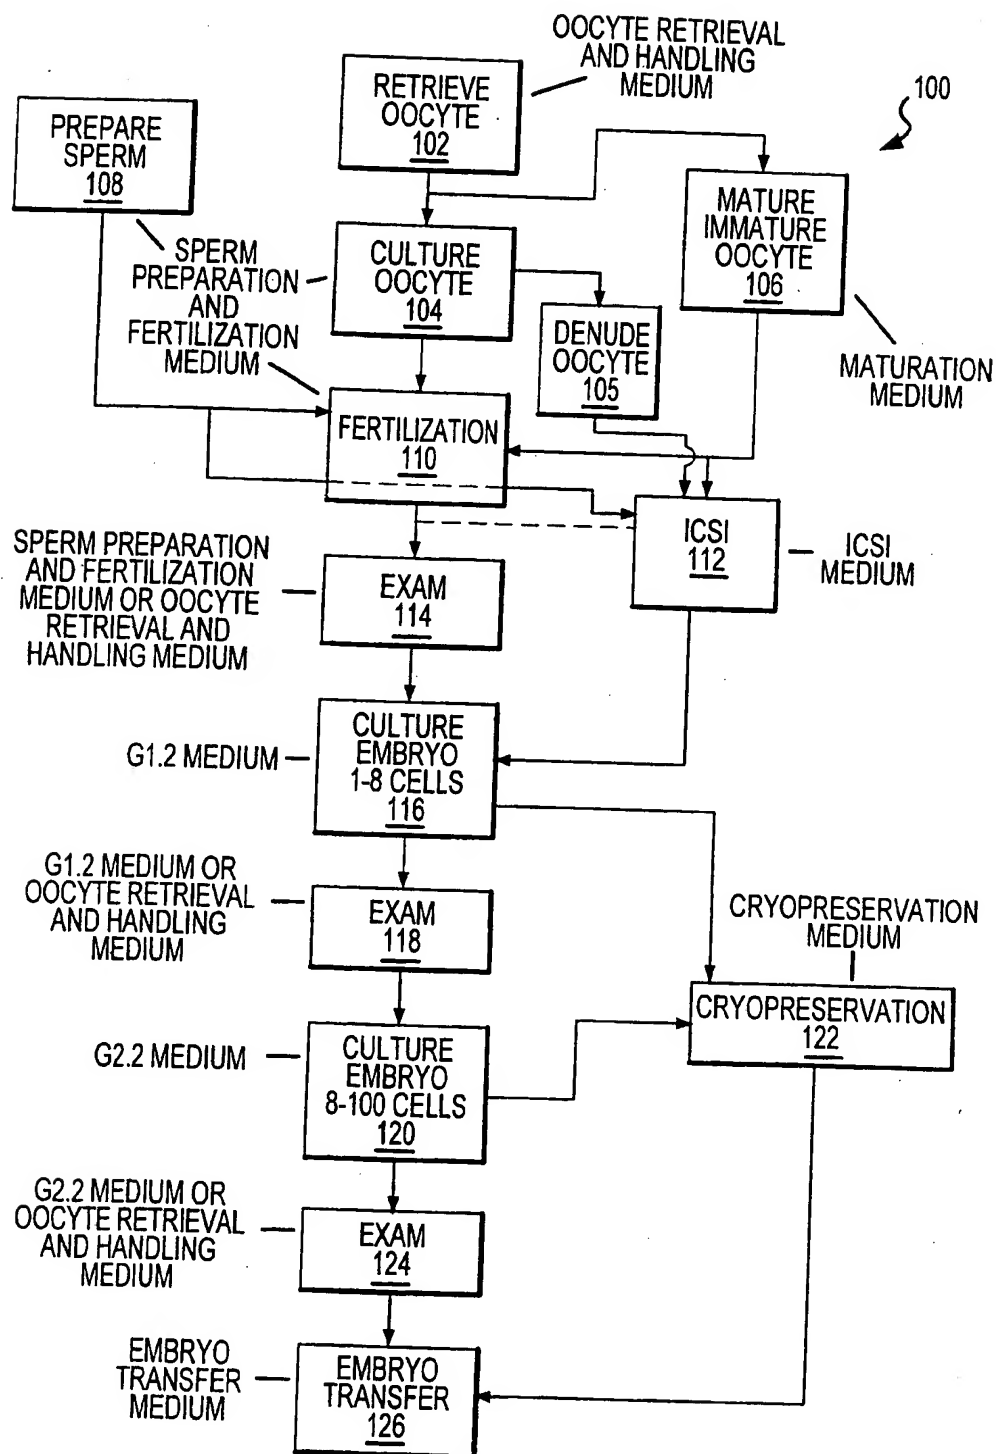 OOCYTE RETRIEVAL
AND HANDLING
MEDIUM
100
RETRIEVE
OOCYTE
102
PREPARE
SPERM
108
MATURE
IMMATURE
OOCYTE
106
SPERM
PREPARATION
AND
FERTILIZATION
MEDIUM
CULTURE
OOCYTE
104
DENUDE
OOCYTE
105
MATURATION
MEDIUM
FERTILIZATION
110
ICSI
112
ICSI
MEDIUM
SPERM PREPARATION
AND FERTILIZATION
MEDIUM OR OOCYTE
RETRIEVAL AND
HANDLING MEDIUM
EXAM
114
G1.2 MEDIUM
CULTURE
EMBRYO
1-8 CELLS
116
G1.2 MEDIUM OR
OOCYTE RETRIEVAL
AND HANDLING
MEDIUM
EXAM
118
CRYOPRESERVATION
MEDIUM
CRYOPRESERVATION
122
G2.2 MEDIUM
CULTURE
EMBRYO
8-100 CELLS
120
G2.2 MEDIUM OR
OOCYTE RETRIEVAL
AND HANDLING
MEDIUM
EXAM
124
EMBRYO
TRANSFER
MEDIUM
EMBRYO
TRANSFER
126